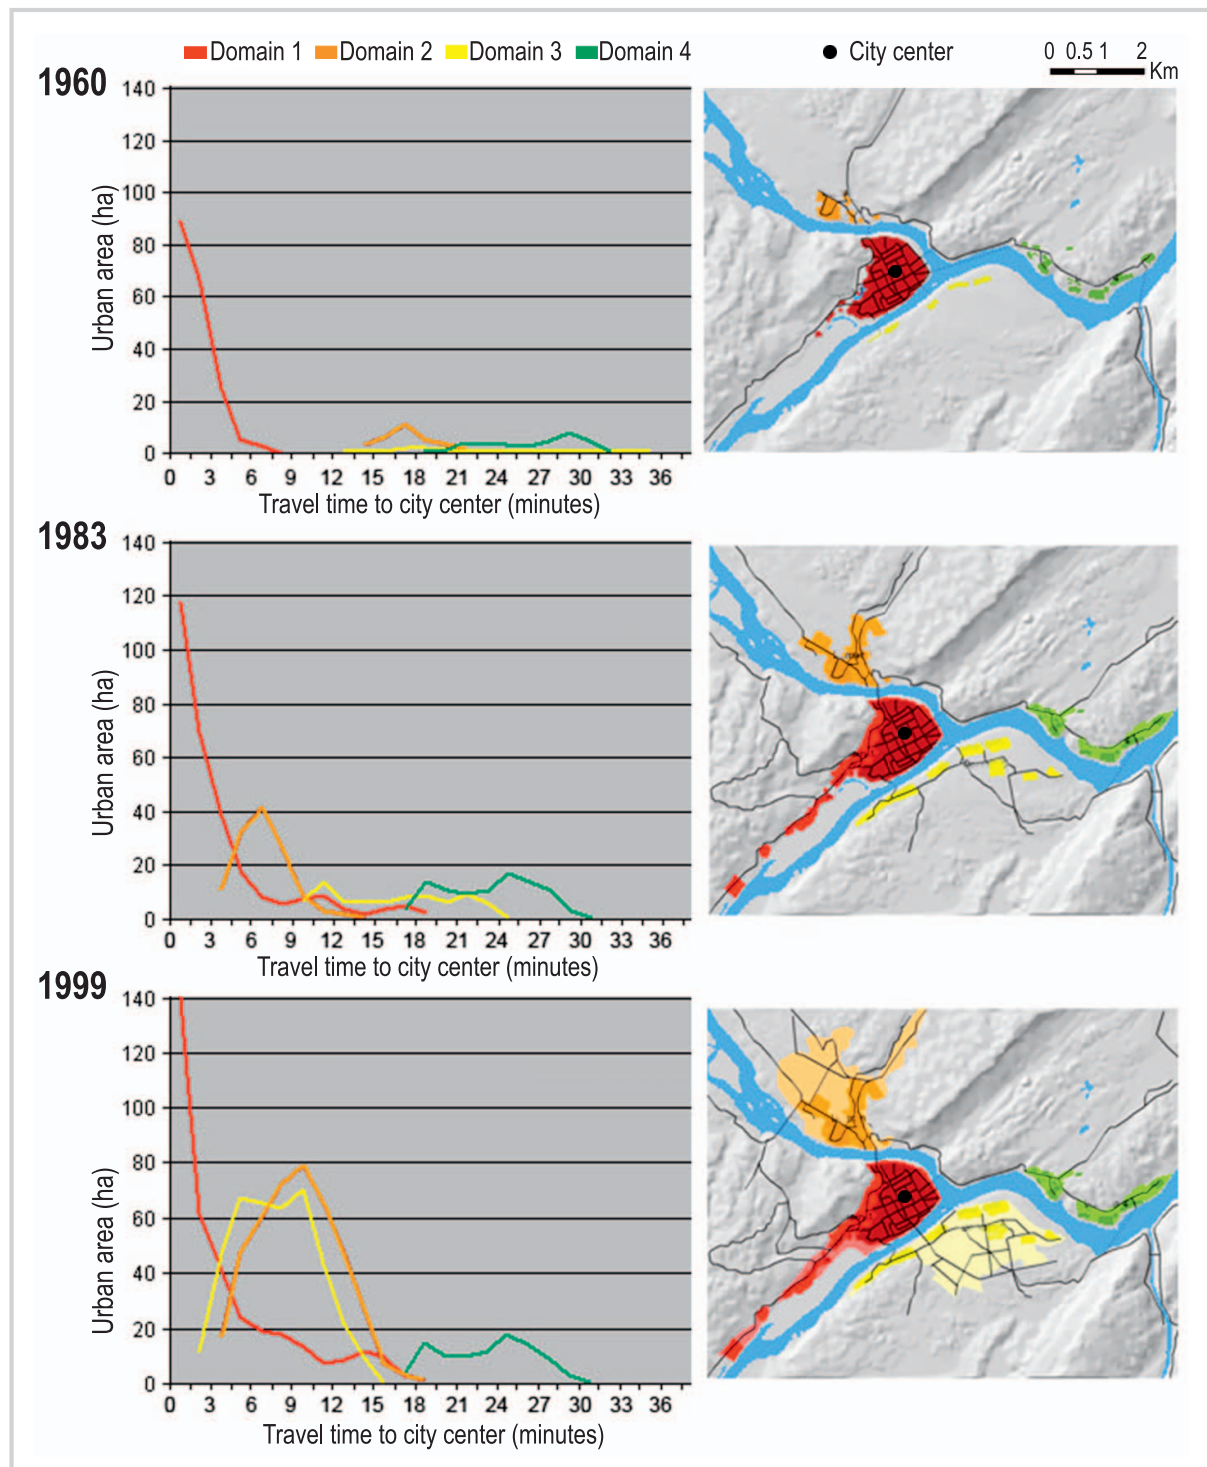 Domain 1 Domain 2 Domain 3 Domain 4 City center 0 0.5 1 2 Km
1960
Urban area (ha)
140
120
100
80
60
40
20
0
0 3 6 9 12 15 18 21 24 27 30 33 36
Travel time to city center (minutes)
1983
Urban area (ha)
140
120
100
80
60
40
20
0
0 3 6 9 12 15 18 21 24 27 30 33 36
Travel time to city center (minutes)
1999
Urban area (ha)
140
120
100
80
60
40
20
0
0 3 6 9 12 15 18 21 24 27 30 33 36
Travel time to city center (minutes)